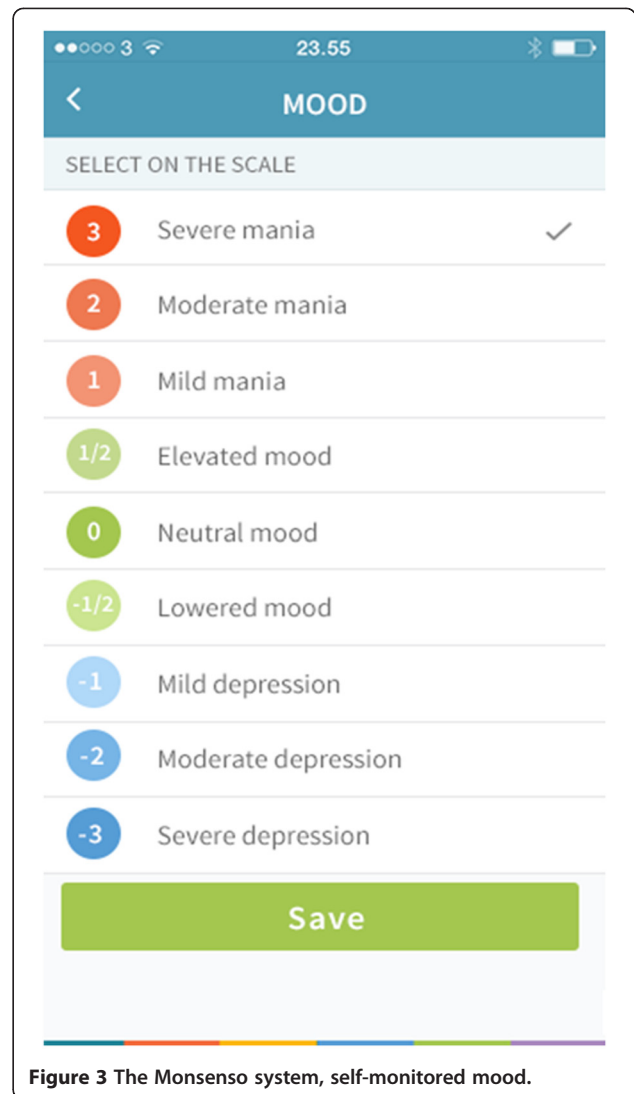 3 23.55
< MOOD
SELECT ON THE SCALE
3 Severe mania
2 Moderate mania
1 Mild mania
1/2 Elevated mood
0 Neutral mood
-1/2 Lowered mood
-1 Mild depression
-2 Moderate depression
-3 Severe depression
Save
Figure 3 The Monsenso system, self-monitored mood.